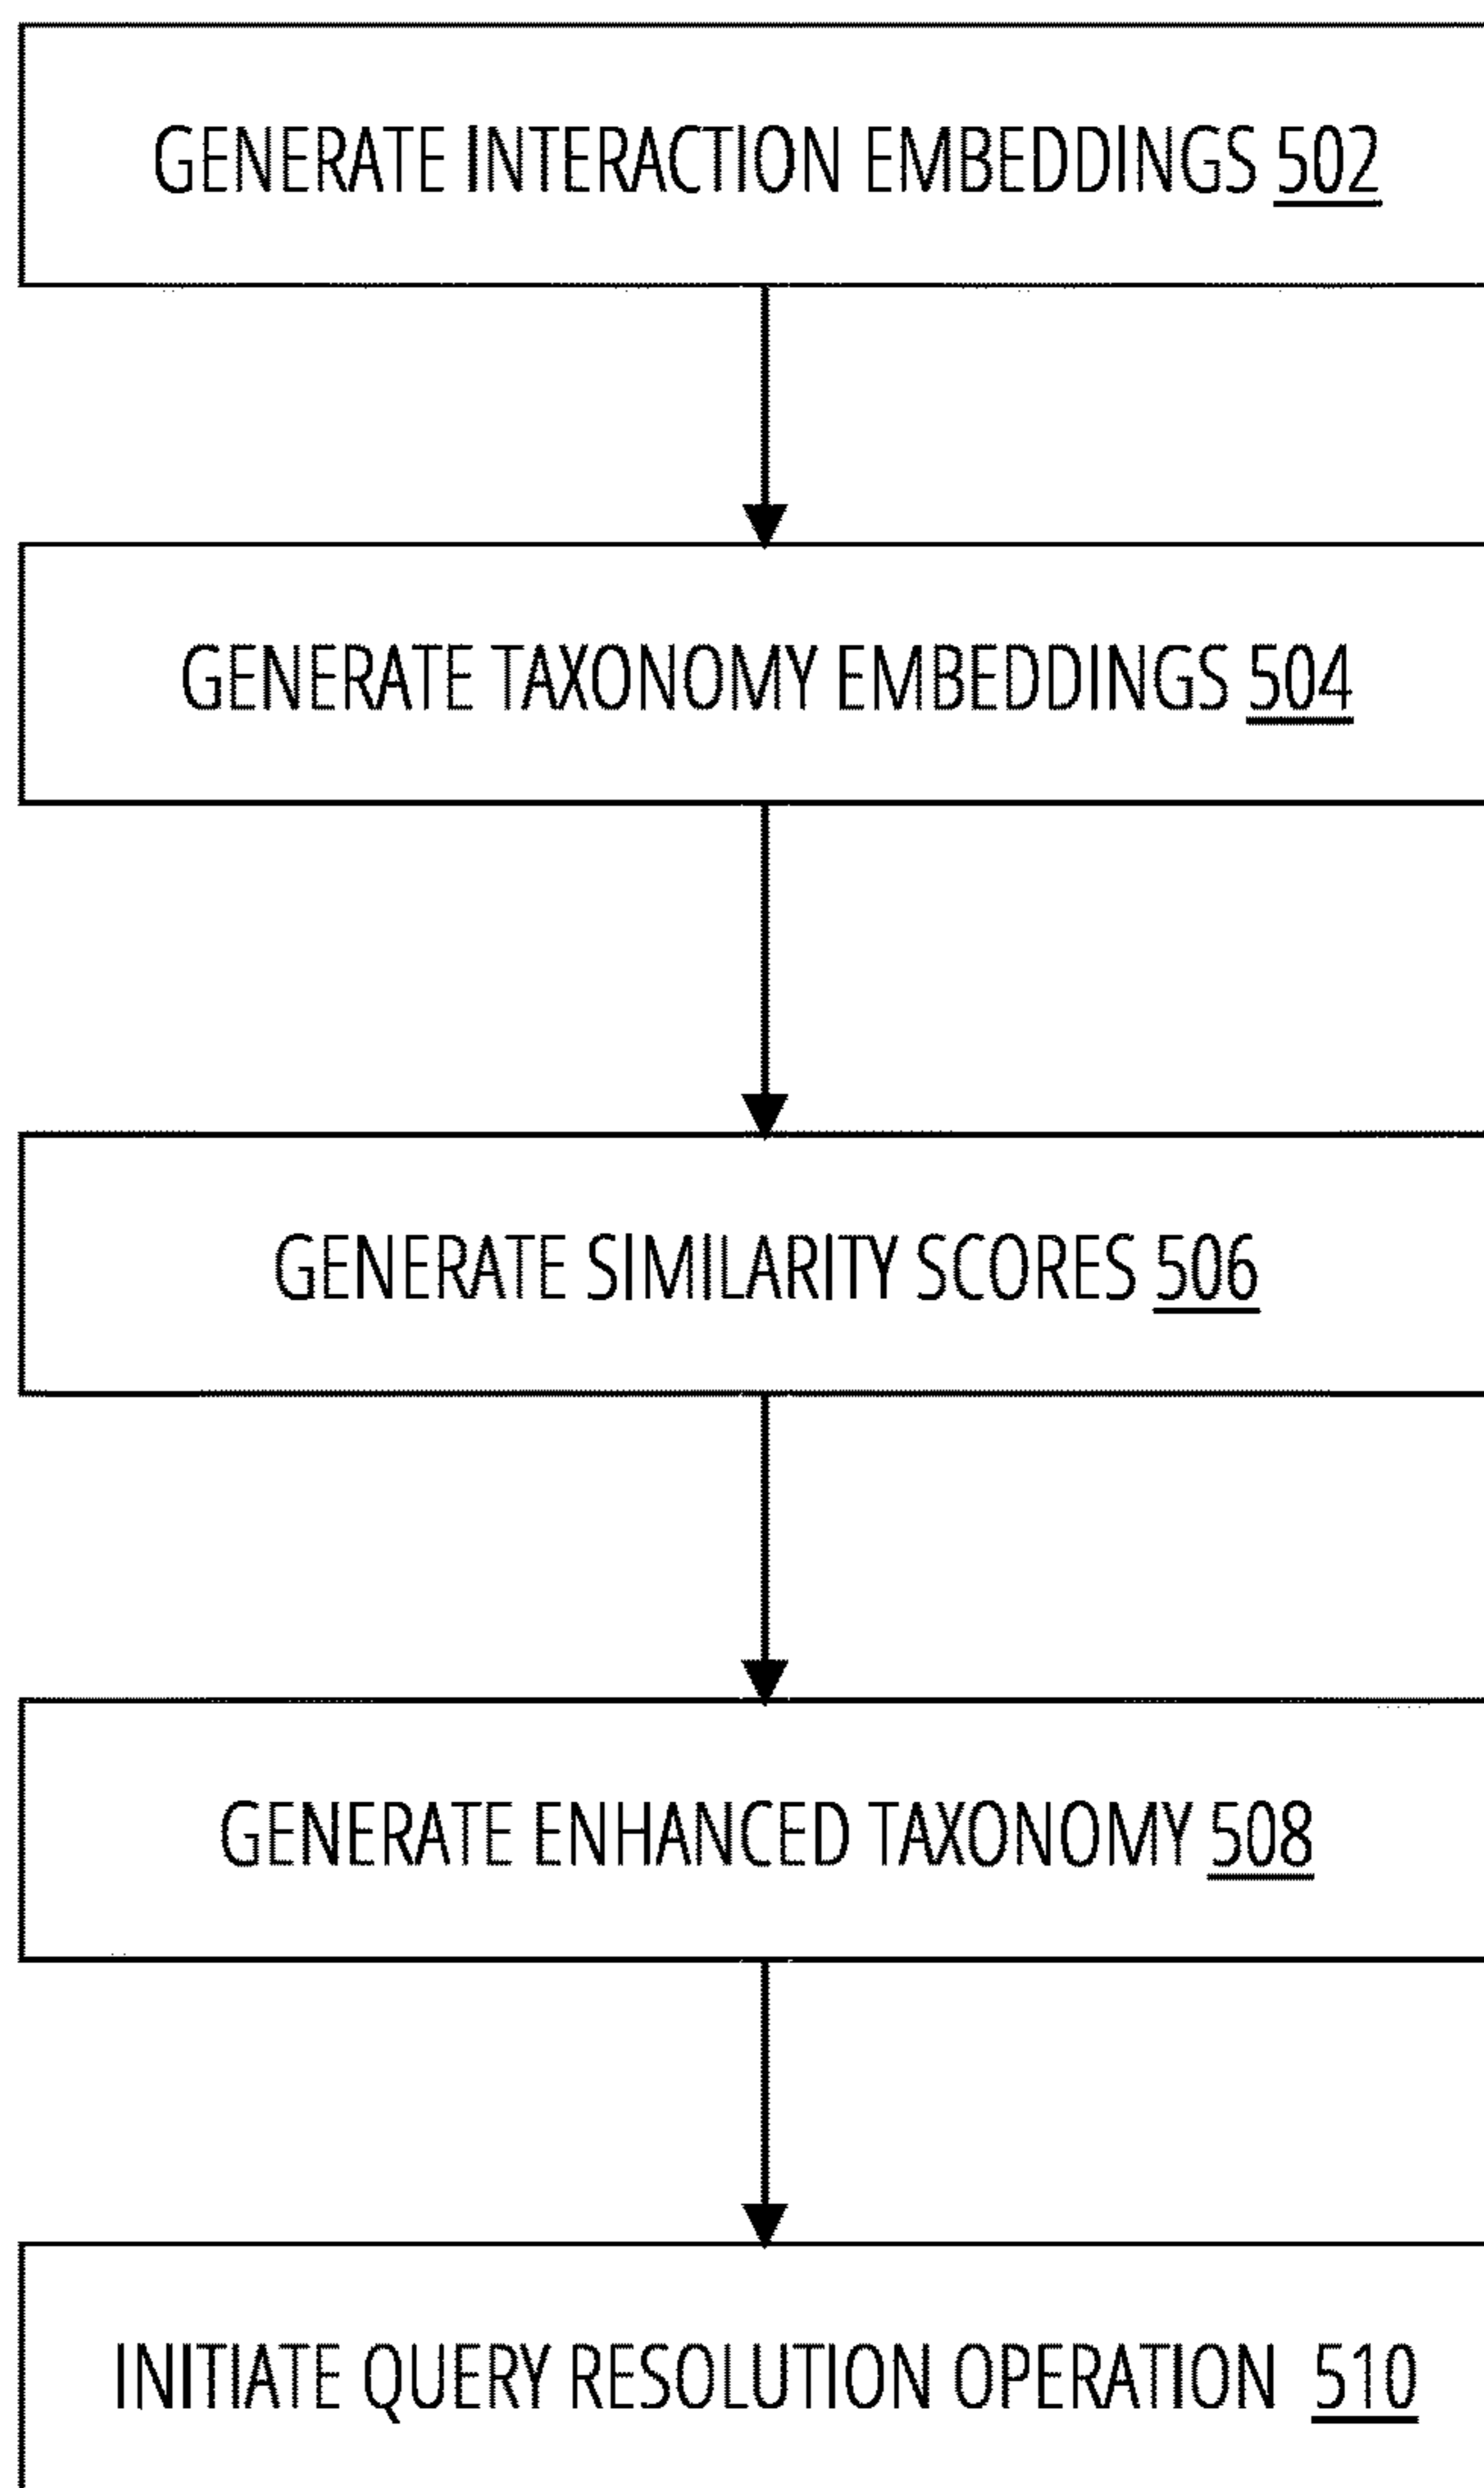 GENERATE INTERACTION EMBEDDINGS 502
GENERATE TAXONOMY EMBEDDINGS 504
GENERATE SIMILARITY SCORES 506
GENERATE ENHANCED TAXONOMY 508
INITIATE QUERY RESOLUTION OPERATION 510